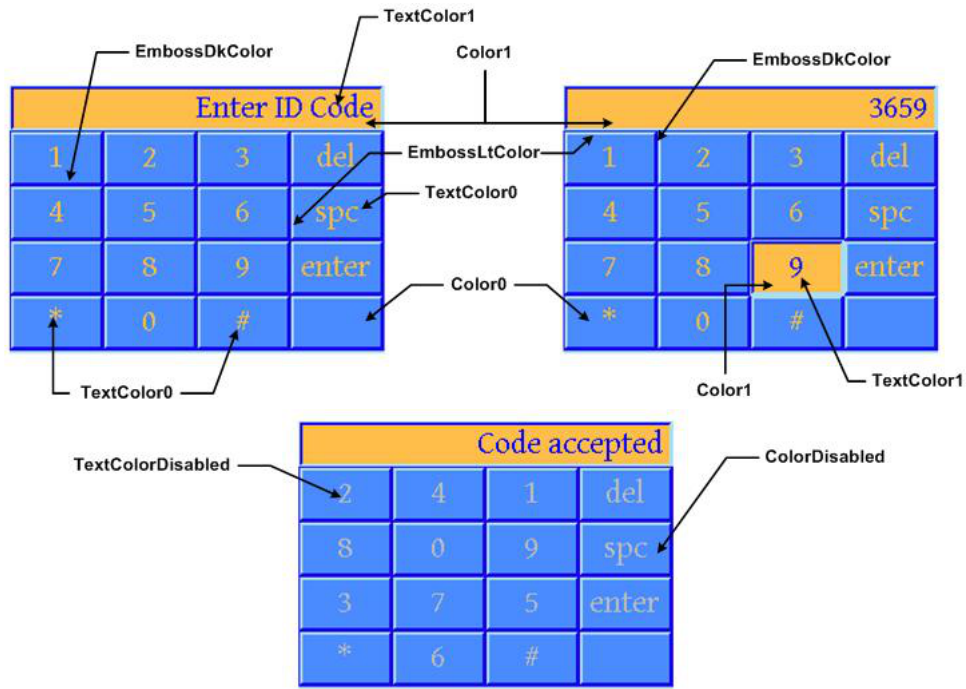 TextColor1
EmbossDkColor
Color1
EmbossDkColor
Enter ID Code
3659
1 2 3 del
EmbossLtColor
1 2 3 del
4 5 6 spc
TextColor0
4 5 6 spc
7 8 9 enter
Color0
7 8 9 enter
* 0 #
* 0 #
TextColor0
Color1
TextColor1
Code accepted
TextColorDisabled
ColorDisabled
2 4 1 del
8 0 9 spc
3 7 5 enter
* 6 #